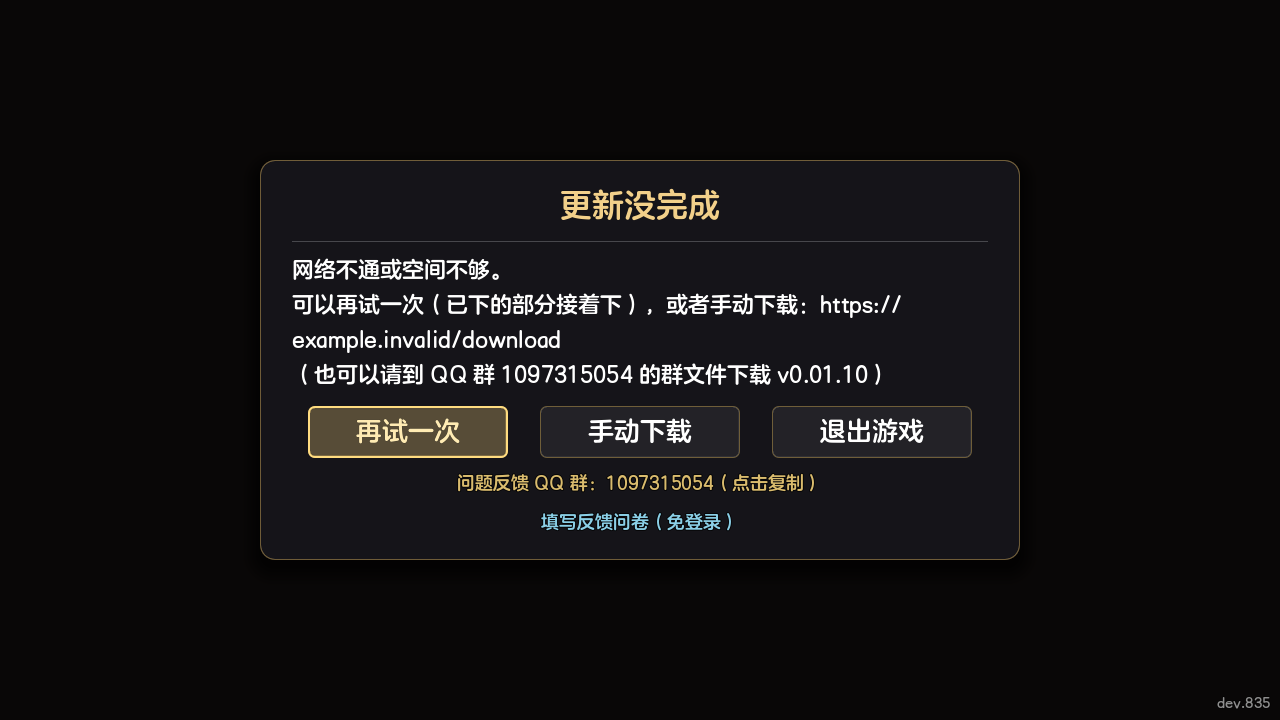 更新没完成
网络不通或空间不够。
可以再试一次（已下的部分接着下），或者手动下载：https://
example.invalid/download
（也可以请到 QQ 群 1097315054 的群文件下载 v0.01.10）
再试一次
手动下载
退出游戏
问题反馈 QQ 群：1097315054（点击复制）
填写反馈问卷（免登录）
dev.835